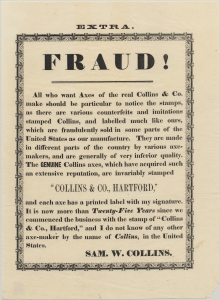 EXTRA.
FRAUD!
All who want Axes of the real Collins & Co.
make should be particular to notice the stamps,
as there are various counterfeits and imitations
stamped Collins, and labelled much like ours,
which are fraudulently sold in some parts of the
United States as our manufacture. They are made
in different parts of the country by various axe-
makers, and are generally of very inferior quality.
The GENUINE Collins axes, which have acquired such
an extensive reputation, are invariably stamped
"COLLINS & CO., HARTFORD,"
and each axe has a printed label with my signature.
It is now more than Twenty-Five Years since we
commenced the business with the stamp of "Collins
& Co., Hartford," and I do not know of any other
axe-maker by the name of Collins, in the United
States.
SAM. W. COLLINS.